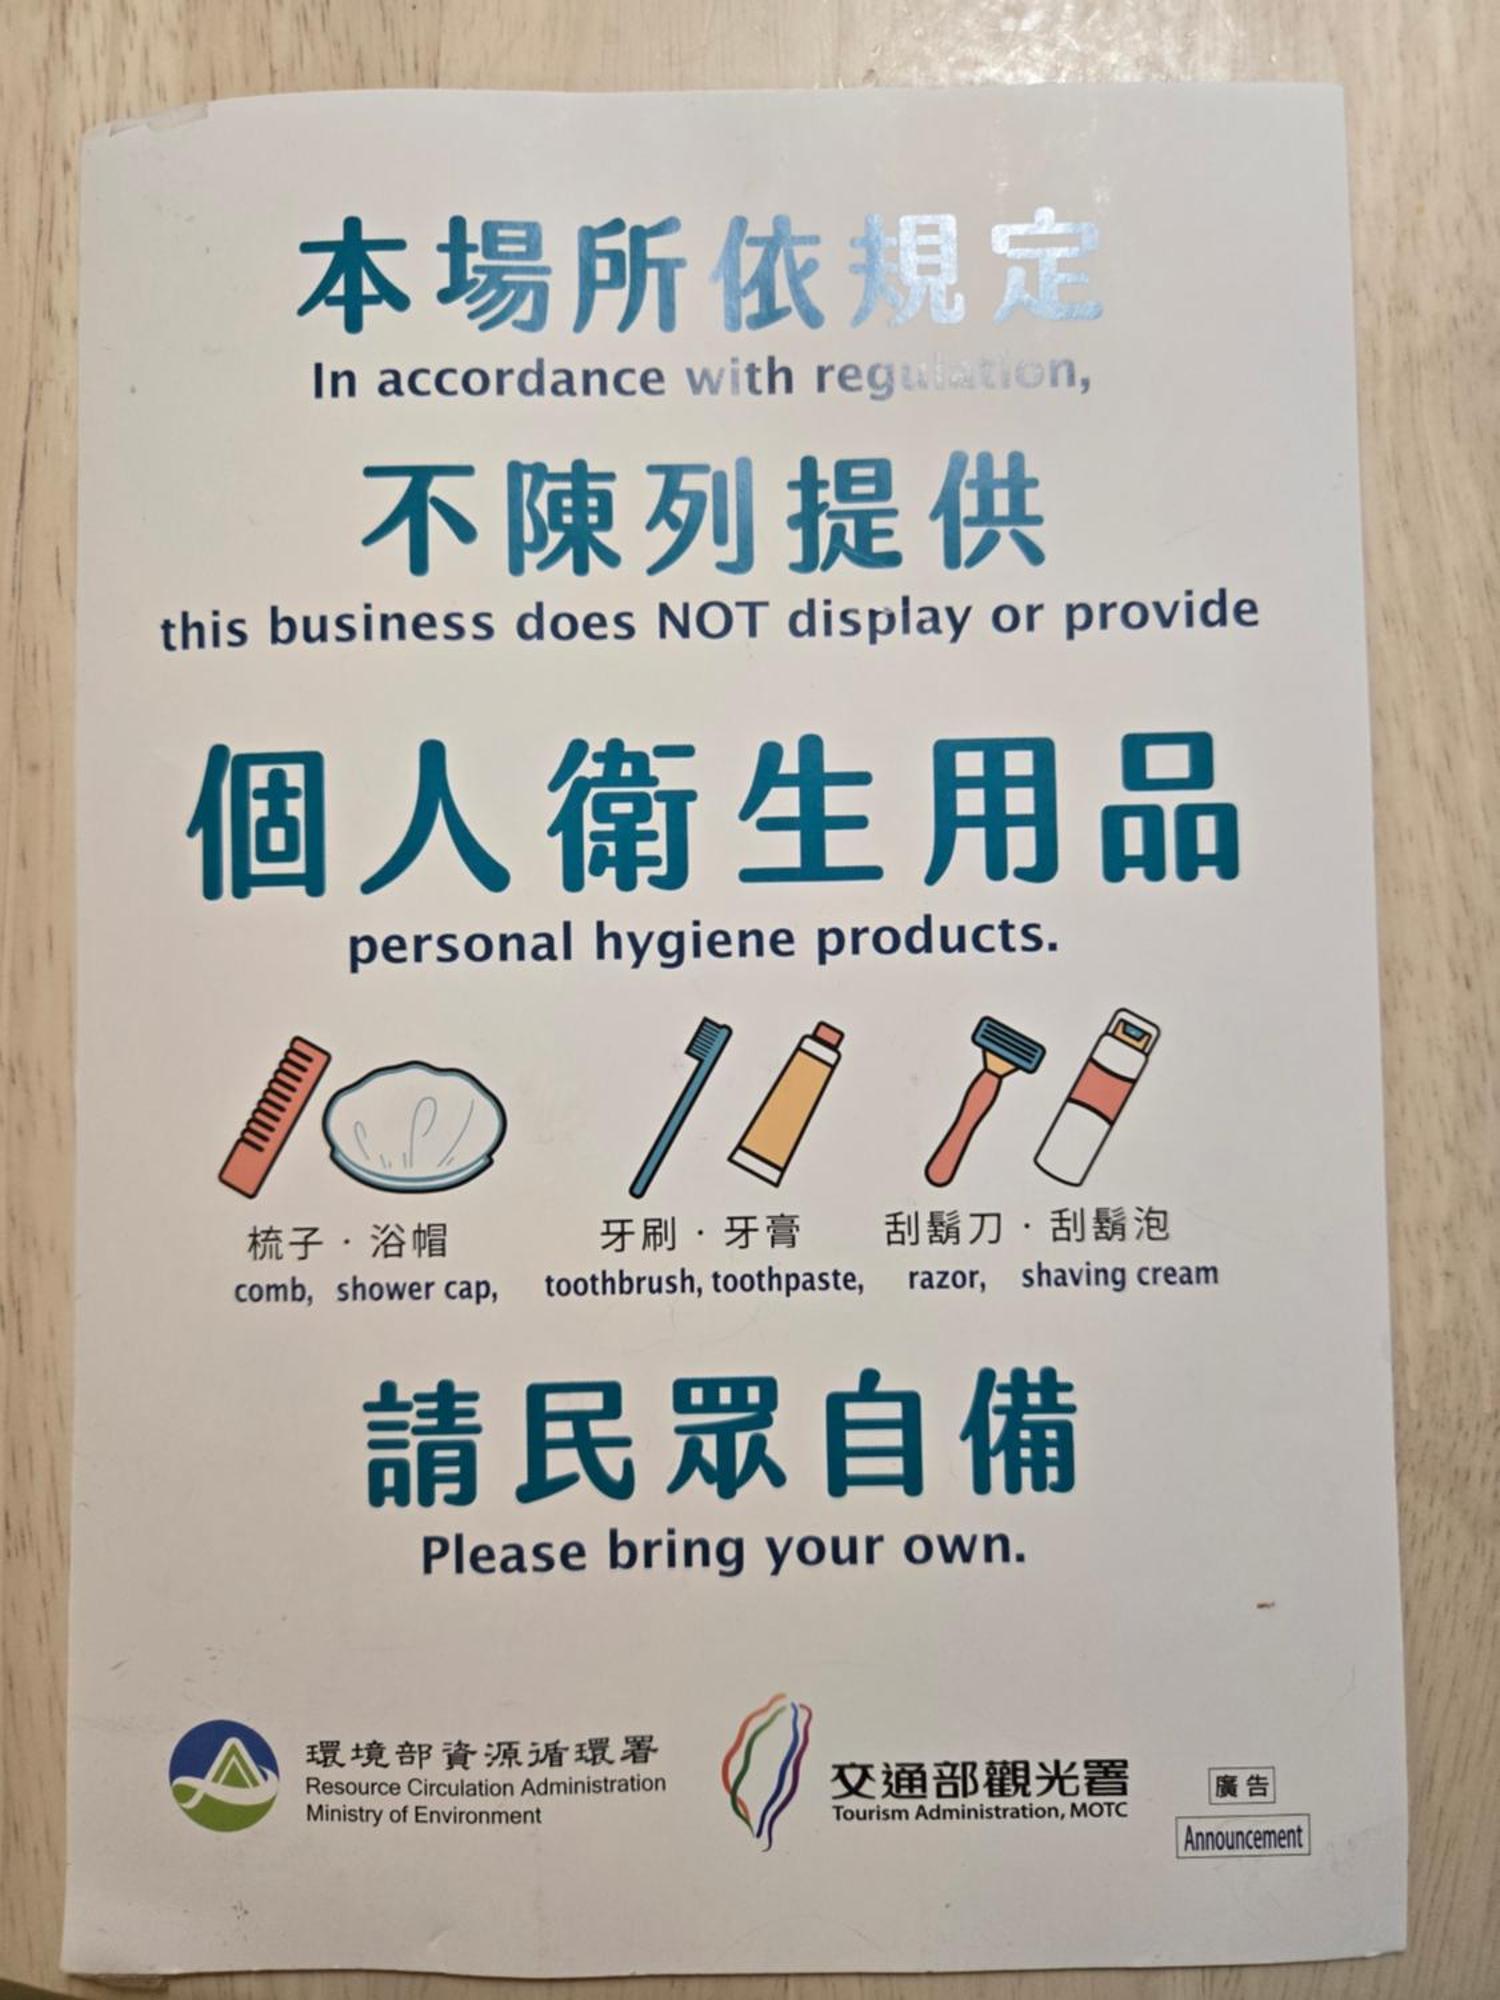 本場所依規定
In accordance with regulation,
不陳列提供
this business does NOT display or provide
個人衛生用品
personal hygiene products.
梳子・浴帽 牙刷・牙膏 刮鬍刀・刮鬍泡
comb, shower cap, toothbrush, toothpaste, razor, shaving cream
請民眾自備
Please bring your own.
環境部資源循環署
Resource Circulation Administration
Ministry of Environment
交通部觀光署
Tourism Administration, MOTC
廣告
Announcement